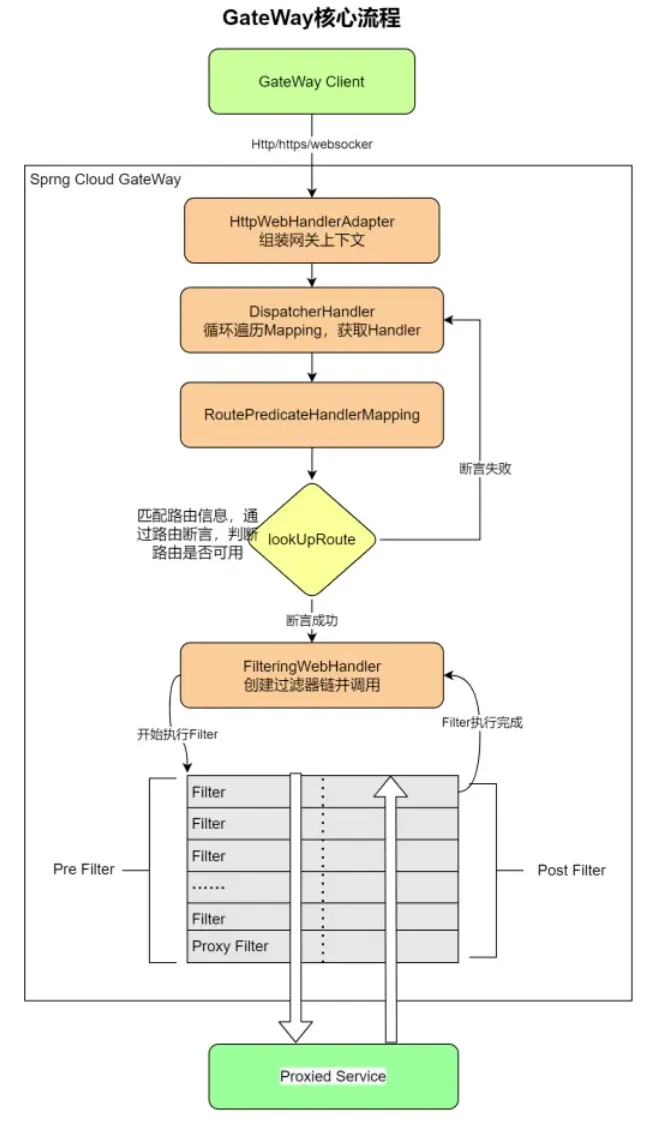 GateWay核心流程
GateWay Client
Http/https/websocker
Sprng Cloud GateWay
HttpWebHandlerAdapter
组装网关上下文
DispatcherHandler
循环遍历Mapping，获取Handler
RoutePredicateHandlerMapping
断言失败
匹配路由信息，通
过路由断言，判断
路由是否可用
lookUpRoute
断言成功
FilteringWebHandler
创建过滤器链并调用
开始执行Filter
Filter执行完成
Filter
Filter
Filter
······
Filter
Proxy Filter
Pre Filter
Post Filter
Proxied Service